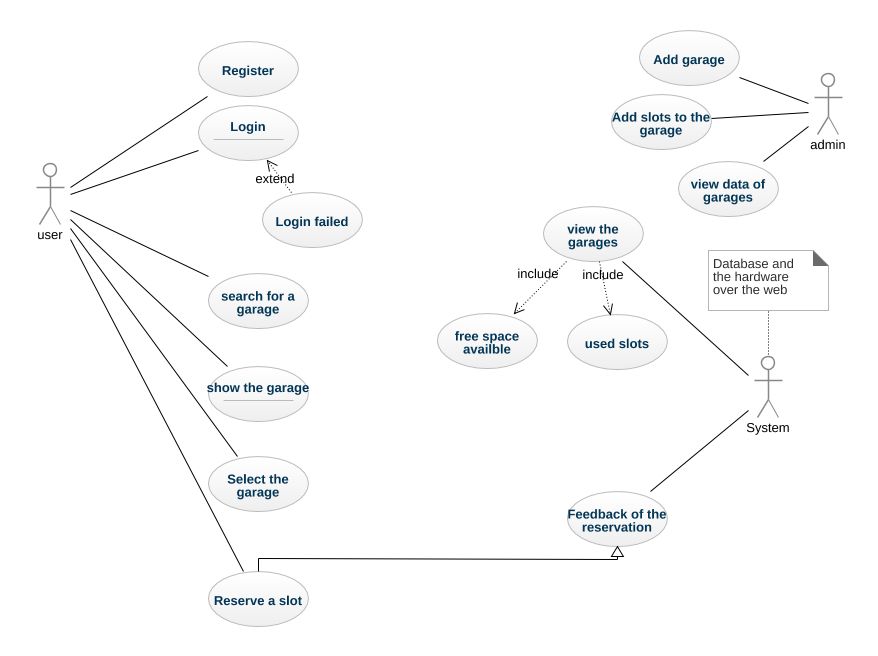 Register
Login
extend
Login failed
user
search for a
garage
show the garage
Select the
garage
Reserve a slot
Add garage
Add slots to the
garage
admin
view data of
garages
view the
garages
include
include
free space
availble
used slots
Database and
the hardware
over the web
System
Feedback of the
reservation